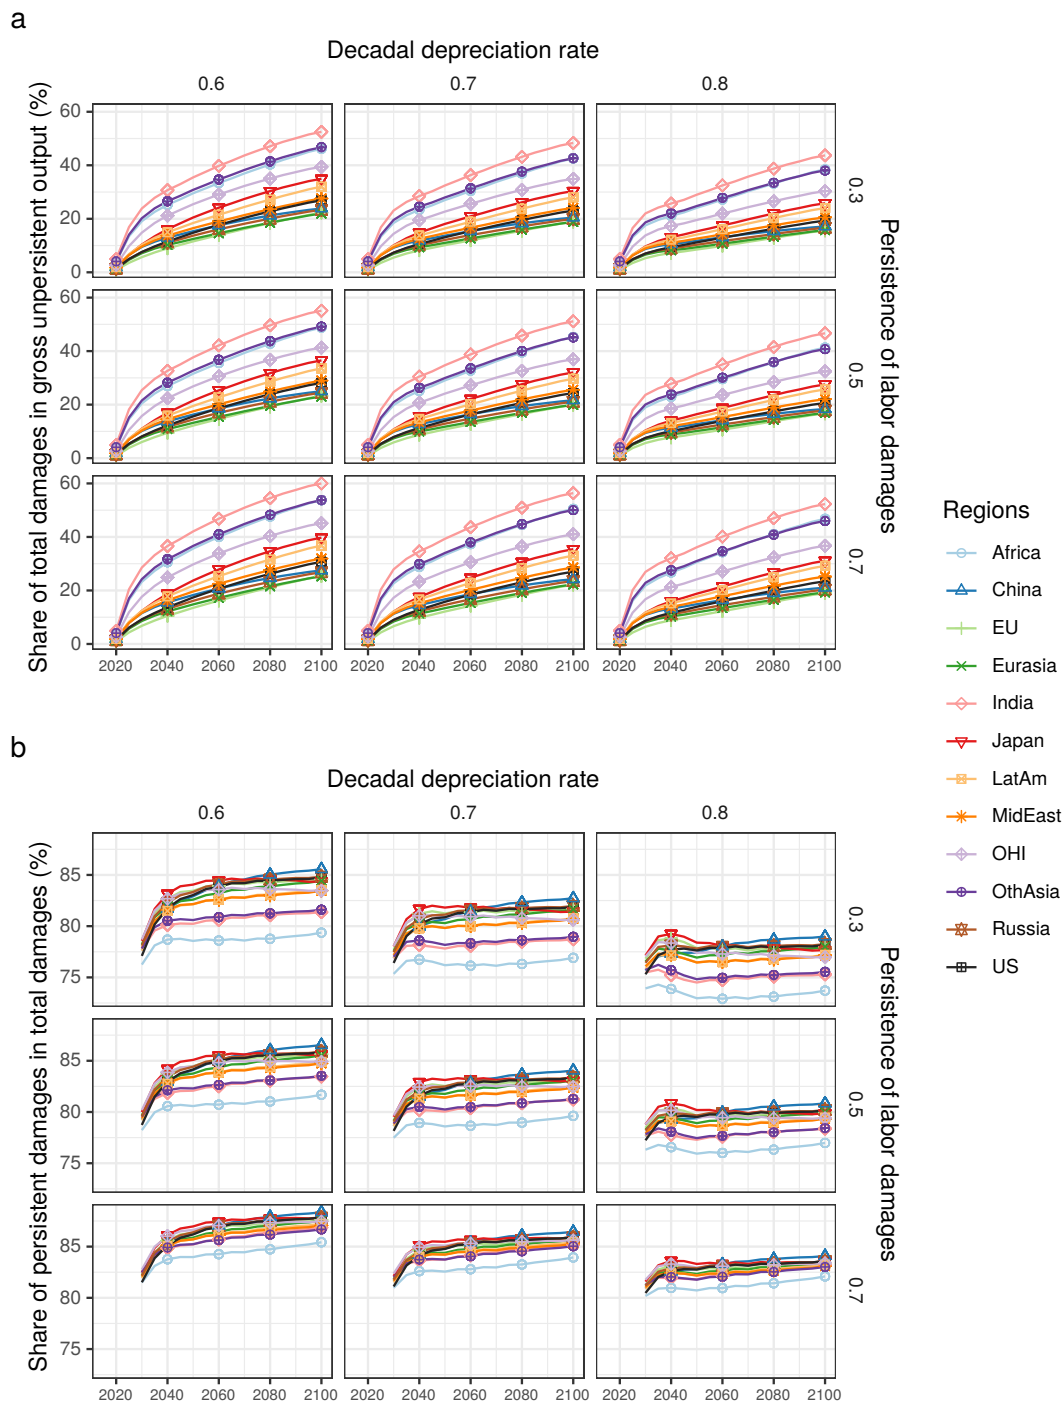 a
Decadal depreciation rate
0.6 0.7 0.8
Share of total damages in gross unpersistent output (%)
60
40
20
0
0.3
60
40
20
0
0.5
60
40
20
0
0.7
Persistence of labor damages
2020 2040 2060 2080 2100 2020 2040 2060 2080 2100 2020 2040 2060 2080 2100
Regions
Africa
China
EU
Eurasia
India
Japan
LatAm
MidEast
OHI
OthAsia
Russia
US
b
Decadal depreciation rate
0.6 0.7 0.8
Share of persistent damages in total damages (%)
85
80
75
0.3
85
80
75
0.5
85
80
75
0.7
Persistence of labor damages
2020 2040 2060 2080 2100 2020 2040 2060 2080 2100 2020 2040 2060 2080 2100